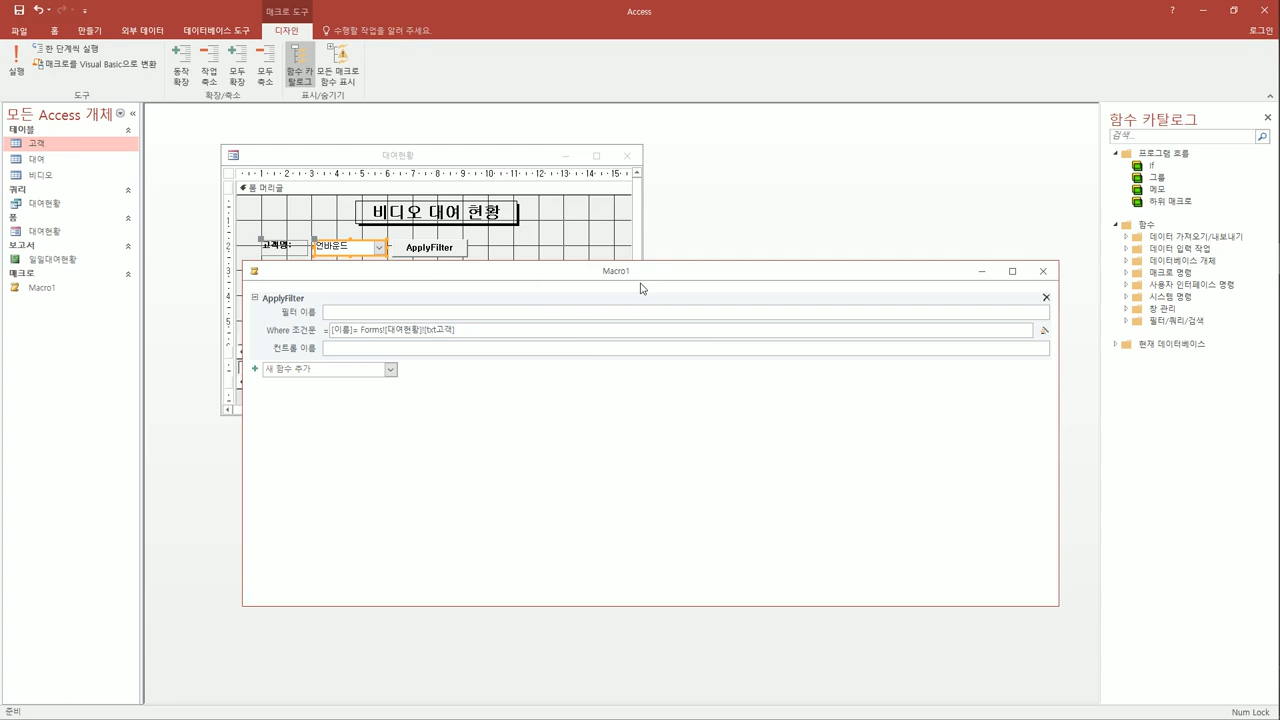 매크로 도구
Access
파일 홈 만들기 외부 데이터 데이터베이스 도구 디자인 수행할 작업을 알려 주세요. 로그인
실행
한 단계씩 실행
매크로를 Visual Basic으로 변환
도구
동작 확장
작업 축소
모두 확장
모두 축소
확장/축소
함수 카탈로그
모든 매크로 함수 표시
표시/숨기기
모든 Access 개체
테이블
고객
대여
비디오
쿼리
대여현황
폼
대여현황
보고서
일일대여현황
매크로
Macro1
대여현황
폼 머리글
비디오 대여 현황
고객명:
언바운드
ApplyFilter
Macro1
ApplyFilter
필터 이름
Where 조건문 =[이름]= Forms![대여현황]![txt고객]
컨트롤 이름
새 함수 추가
함수 카탈로그
검색...
프로그램 흐름
If
그룹
메모
하위 매크로
함수
데이터 가져오기/내보내기
데이터 입력 작업
데이터베이스 개체
매크로 명령
사용자 인터페이스 명령
시스템 명령
창 관리
필터/쿼리/검색
현재 데이터베이스
준비
Num Lock